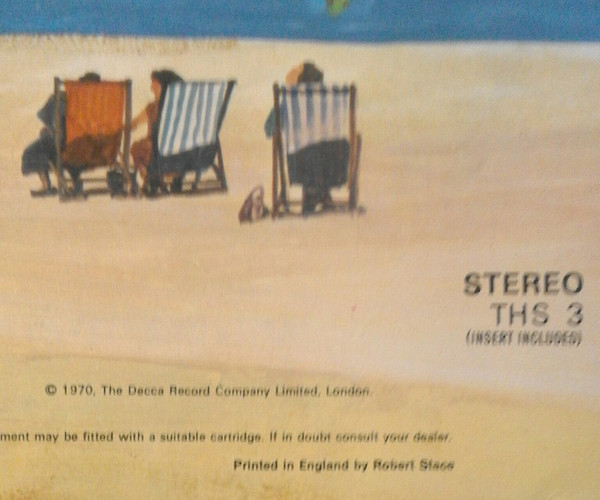 STEREO
THS 3
(INSERT INCLUDED)
© 1970, The Decca Record Company Limited, London.
ment may be fitted with a suitable cartridge. If in doubt consult your dealer.
Printed in England by Robert Stace